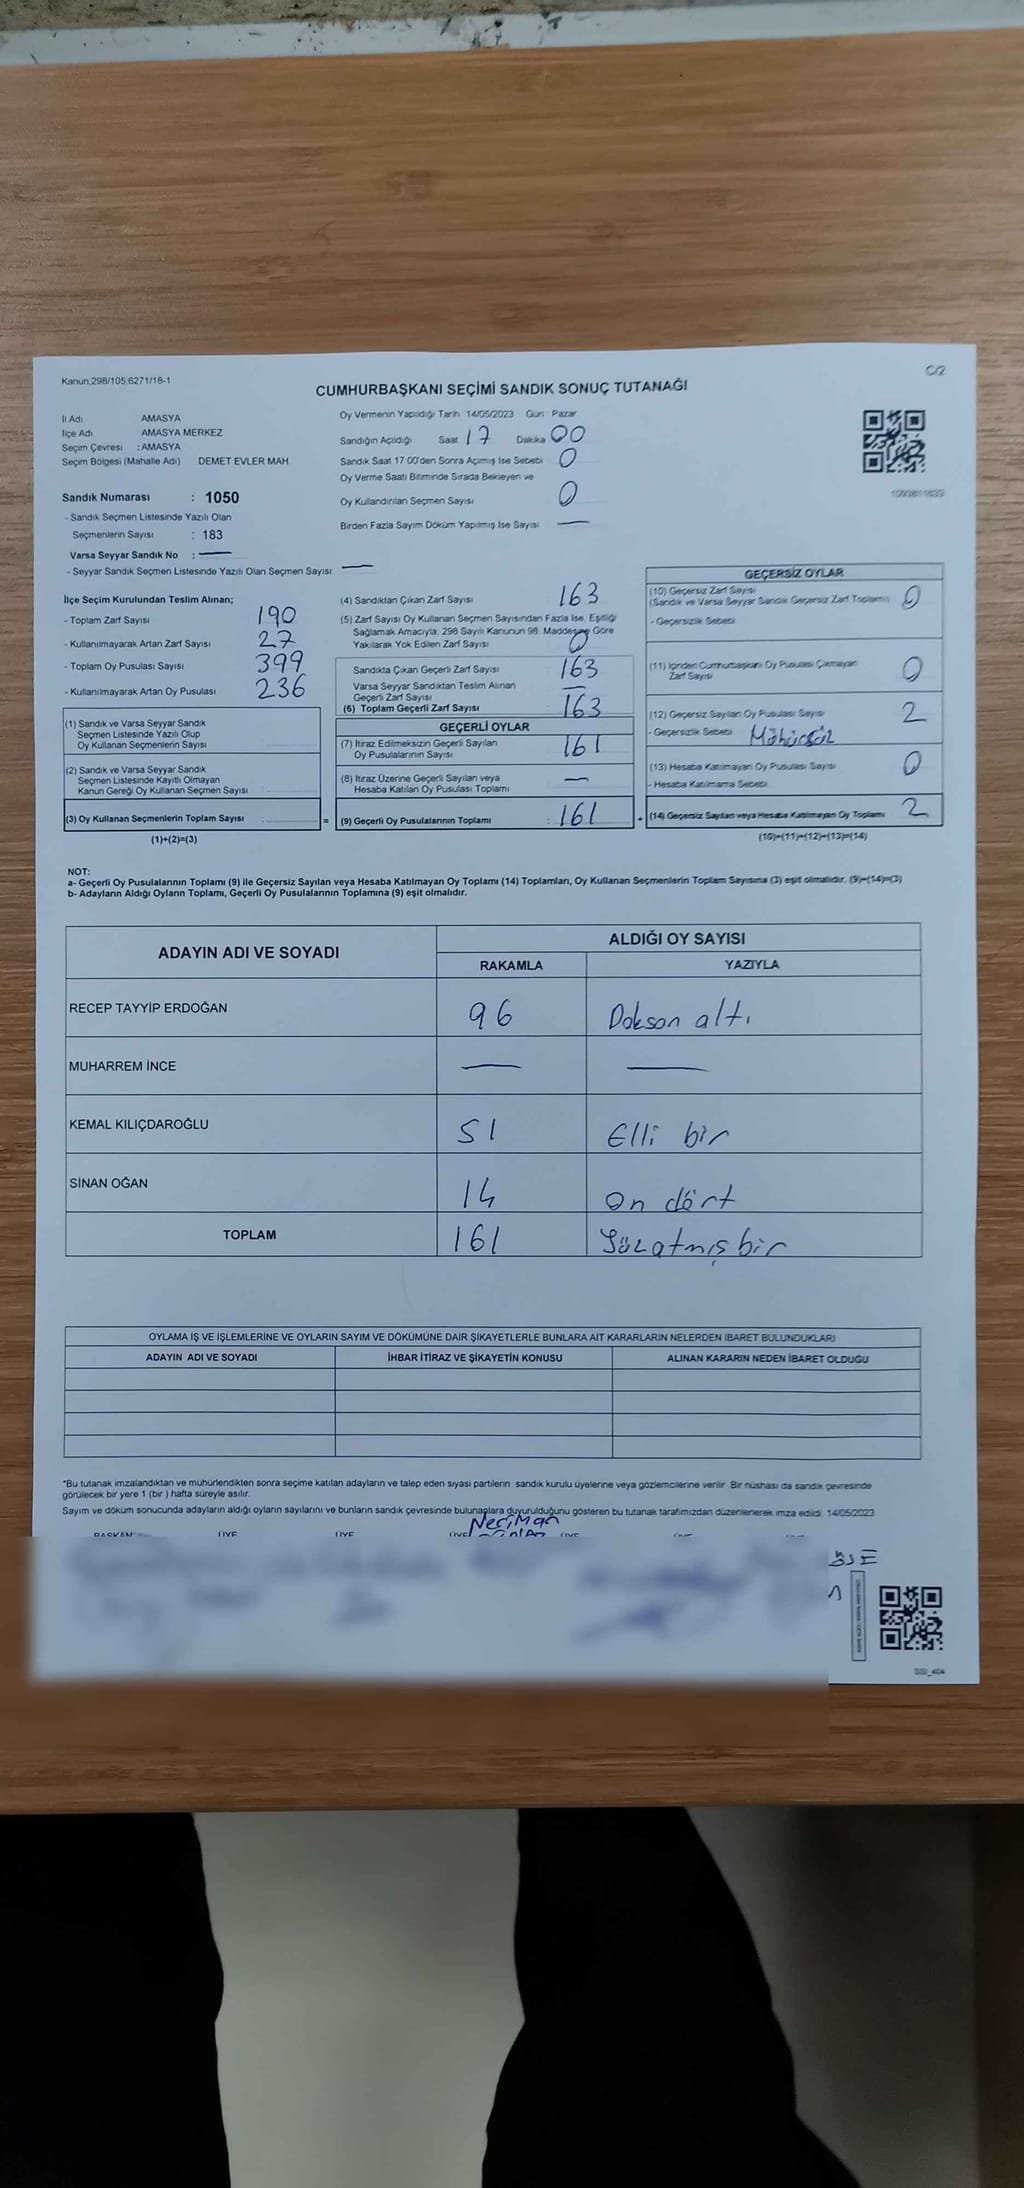 Kanun:298/105 6271/18-1
C/2
CUMHURBAŞKANI SEÇİMİ SANDIK SONUÇ TUTANAĞI
İl Adı AMASYA
İlçe Adı AMASYA MERKEZ
Seçim Çevresi : AMASYA
Seçim Bölgesi (Mahalle Adı) DEMET EVLER MAH
Sandık Numarası : 1050
- Sandık Seçmen Listesinde Yazılı Olan
Seçmenlerin Sayısı : 183
Varsa Seyyar Sandık No : —
- Seyyar Sandık Seçmen Listesinde Yazılı Olan Seçmen Sayısı —
Oy Vermenin Yapıldığı Tarih 14/05/2023 Gün Pazar
Sandığın Açıldığı Saat 17 Dakika 00
Sandık Saat 17:00'den Sonra Açımış İse Sebebi 0
Oy Verme Saati Bitiminde Sırada Bekleyen ve
Oy Kullandırılan Seçmen Sayısı 0
Birden Fazla Sayım Döküm Yapılmış İse Sayısı —
İlçe Seçim Kurulundan Teslim Alınan;
- Toplam Zarf Sayısı 190
- Kullanılmayarak Artan Zarf Sayısı 27
- Toplam Oy Pusulası Sayısı 399
- Kullanılmayarak Artan Oy Pusulası 236
(1) Sandık ve Varsa Seyyar Sandık
Seçmen Listesinde Yazılı Olup
Oy Kullanan Seçmenlerin Sayısı
(2) Sandık ve Varsa Seyyar Sandık
Seçmen Listesinde Kayıtlı Olmayan
Kanun Gereği Oy Kullanan Seçmen Sayısı
(3) Oy Kullanan Seçmenlerin Toplam Sayısı : =
(1)+(2)=(3)
(4) Sandıktan Çıkan Zarf Sayısı 163
(5) Zarf Sayısı Oy Kullanan Seçmen Sayısından Fazla İse, Eşitliği
Sağlamak Amacıyla, 298 Sayılı Kanunun 98. Maddesine Göre
Yakılarak Yok Edilen Zarf Sayısı 0
Sandıkta Çıkan Geçerli Zarf Sayısı 163
Varsa Seyyar Sandıktan Teslim Alınan
Geçerli Zarf Sayısı —
(6) Toplam Geçerli Zarf Sayısı : 163
GEÇERLİ OYLAR
(7) İtiraz Edilmeksizin Geçerli Sayılan
Oy Pusulalarının Sayısı 161
(8) İtiraz Üzerine Geçerli Sayılan veya
Hesaba Katılan Oy Pusulası Toplamı —
(9) Geçerli Oy Pusulalarının Toplamı : 161 +
GEÇERSİZ OYLAR
(10) Geçersiz Zarf Sayısı
(Sandık ve Varsa Seyyar Sandık Geçersiz Zarf Toplamı) 0
- Geçersizlik Sebebi
(11) İçinden Cumhurbaşkanı Oy Pusulası Çıkmayan
Zarf Sayısı 0
(12) Geçersiz Sayılan Oy Pusulası Sayısı 2
- Geçersizlik Sebebi Mühürsüz
(13) Hesaba Katılmayan Oy Pusulası Sayısı 0
- Hesaba Katılmama Sebebi
(14) Geçersiz Sayılan veya Hesaba Katılmayan Oy Toplamı 2
(10)+(11)+(12)+(13)=(14)
NOT:
a- Geçerli Oy Pusulalarının Toplamı (9) ile Geçersiz Sayılan veya Hesaba Katılmayan Oy Toplamı (14) Toplamları, Oy Kullanan Seçmenlerin Toplam Sayısına (3) eşit olmalıdır. (9)+(14)=(3)
b- Adayların Aldığı Oyların Toplamı, Geçerli Oy Pusulalarının Toplamına (9) eşit olmalıdır.
ADAYIN ADI VE SOYADI ALDIĞI OY SAYISI
RAKAMLA YAZIYLA
RECEP TAYYİP ERDOĞAN 96 Doksan altı
MUHARREM İNCE — —
KEMAL KILIÇDAROĞLU 51 Elli bir
SİNAN OĞAN 14 On dört
TOPLAM 161 Yüzatmış bir
OYLAMA İŞ VE İŞLEMLERİNE VE OYLARIN SAYIM VE DÖKÜMÜNE DAİR ŞİKAYETLERLE BUNLARA AİT KARARLARIN NELERDEN İBARET BULUNDUKLARI
ADAYIN ADI VE SOYADI İHBAR İTİRAZ VE ŞİKAYETİN KONUSU ALINAN KARARIN NEDEN İBARET OLDUĞU
*Bu tutanak imzalandıktan ve mühürlendikten sonra seçime katılan adayların ve talep eden siyasi partilerin sandık kurulu üyelerine veya gözlemcilerine verilir. Bir nüshası da sandık çevresinde
görülecek bir yere 1 (bir ) hafta süreyle asılır.
Sayım ve döküm sonucunda adayların aldığı oyların sayılarını ve bunların sandık çevresinde bulunanlara duyurulduğunu gösteren bu tutanak tarafımızdan düzenlenerek imza edildi. 14/05/2023
Neriman
BAŞKAN ÜYE ÜYE ÜYE ÜYE ÜYE